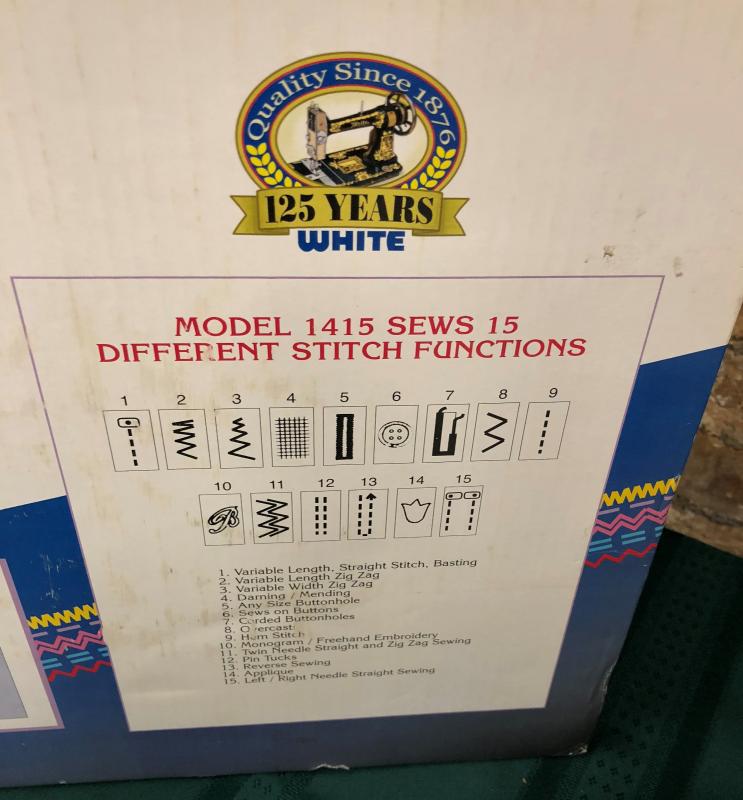 Quality Since 1876
White
125 YEARS
WHITE
MODEL 1415 SEWS 15
DIFFERENT STITCH FUNCTIONS
1 2 3 4 5 6 7 8 9
10 11 12 13 14 15
B
1. Variable Length, Straight Stitch, Basting
2. Variable Length Zig Zag
3. Variable Width Zig Zag
4. Darning / Mending
5. Any Size Buttonhole
6. Sews on Buttons
7. Corded Buttonholes
8. Overcast
9. Hem Stitch
10. Monogram / Freehand Embroidery
11. Twin Needle Straight and Zig Zag Sewing
12. Pin Tucks
13. Reverse Sewing
14. Applique
15. Left / Right Needle Straight Sewing